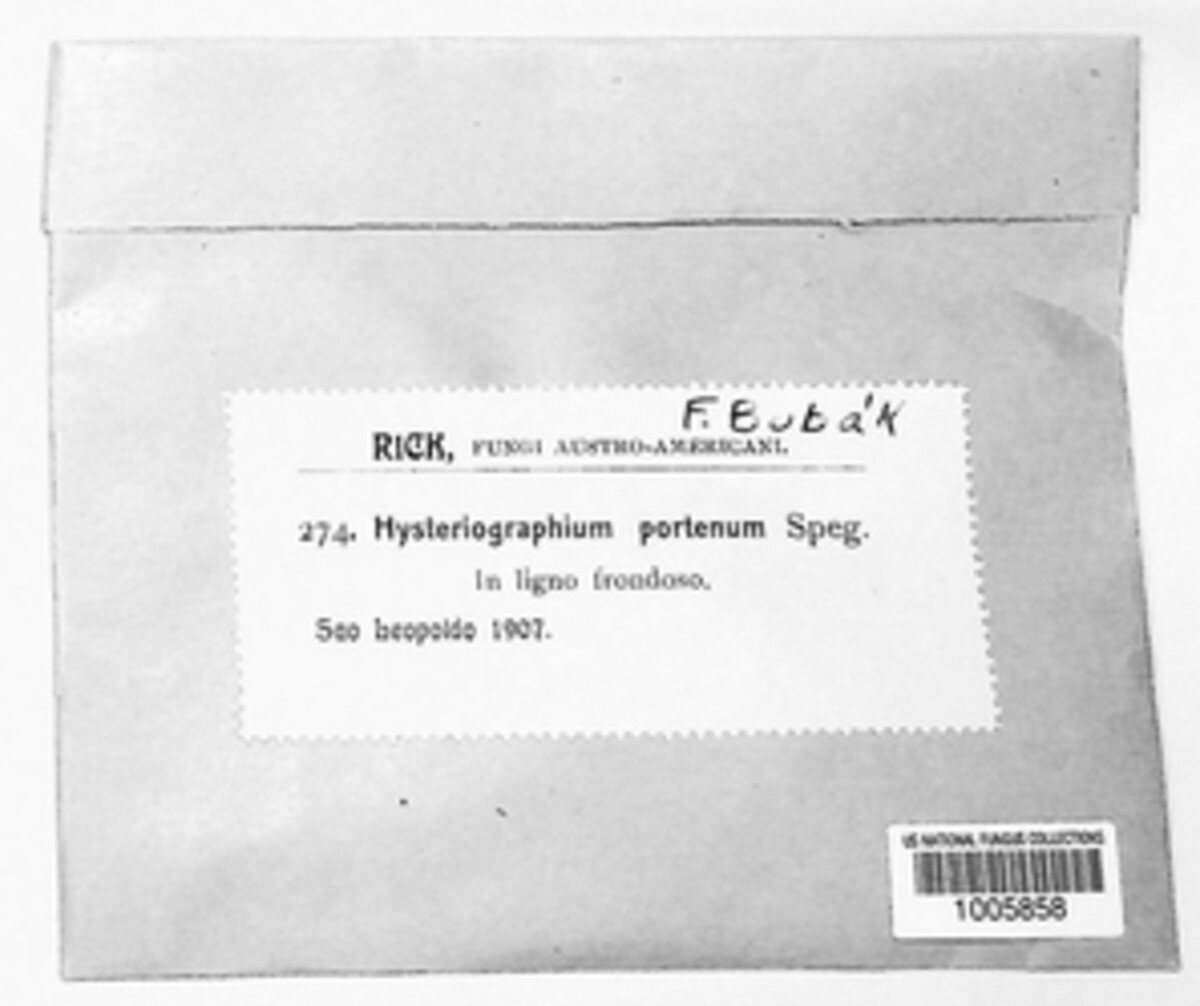 F. Bubák
RICK, FUNGI AUSTRO-AMERICANI.
274. Hysteriographium portenum Speg.
In ligno frondoso.
Sao Leopoldo 1907.
US NATIONAL FUNGUS COLLECTIONS
1005858